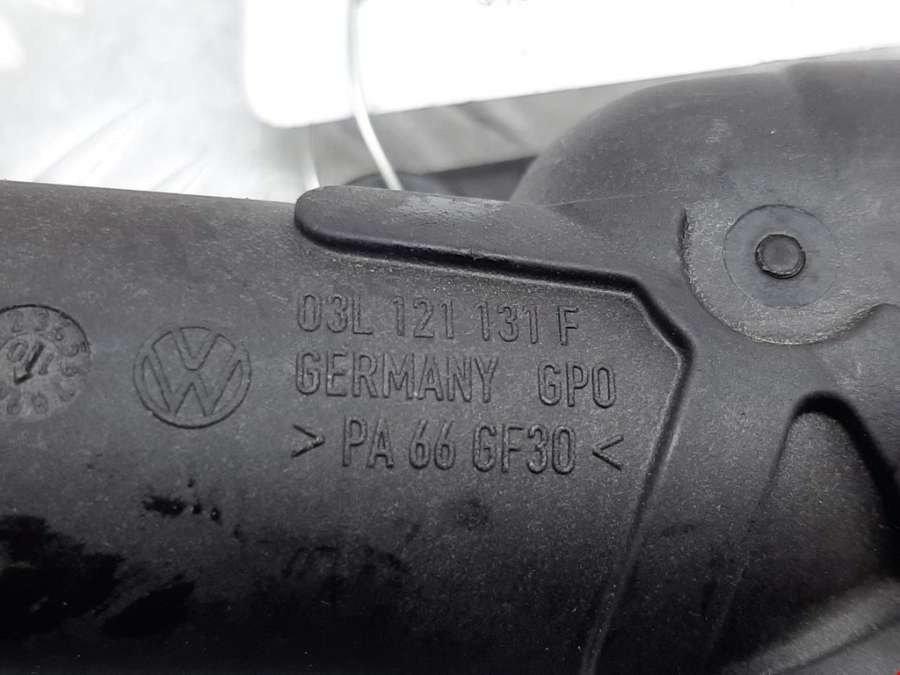 03L 121 131 F
GERMANY GPO
> PA 66 GF30 <